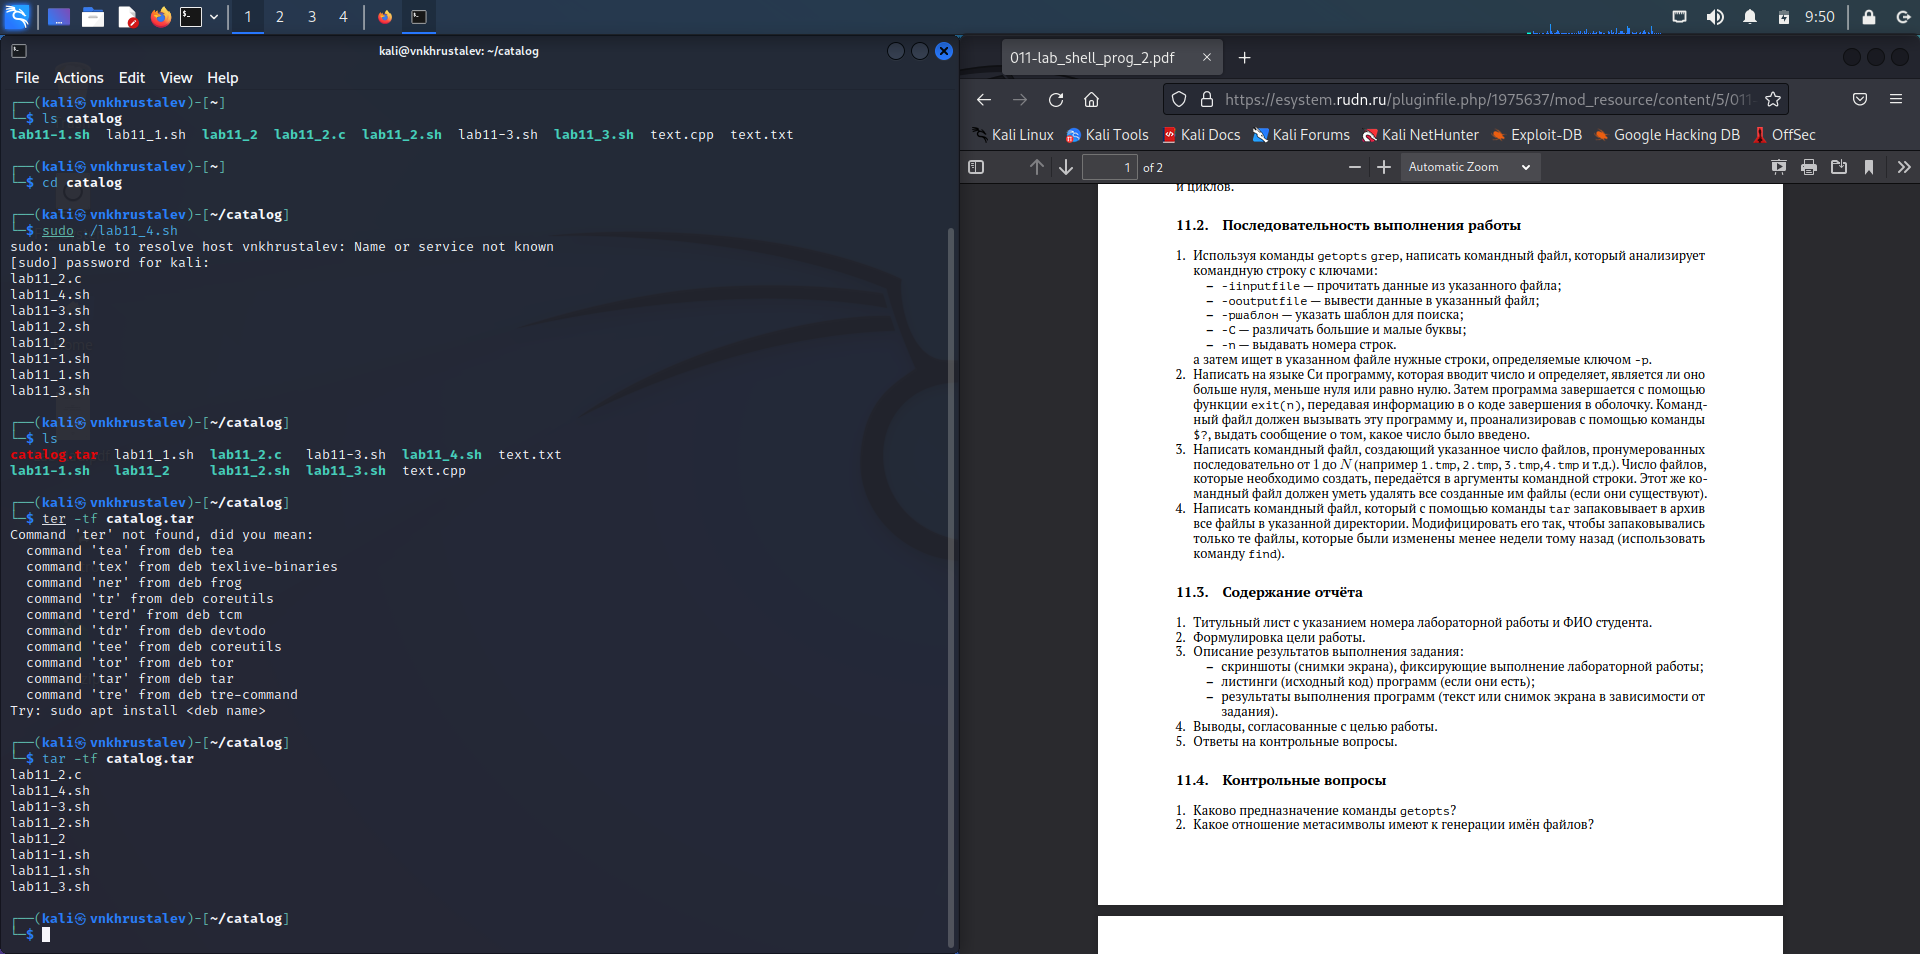 1 2 3 4
9:50
kali@vnkhrustalev: ~/catalog
File Actions Edit View Help
┌──(kali㉿vnkhrustalev)-[~]
└─$ ls catalog
lab11-1.sh lab11_1.sh lab11_2 lab11_2.c lab11_2.sh lab11-3.sh lab11_3.sh text.cpp text.txt
┌──(kali㉿vnkhrustalev)-[~]
└─$ cd catalog
┌──(kali㉿vnkhrustalev)-[~/catalog]
└─$ sudo ./lab11_4.sh
sudo: unable to resolve host vnkhrustalev: Name or service not known
[sudo] password for kali:
lab11_2.c
lab11_4.sh
lab11-3.sh
lab11_2.sh
lab11_2
lab11-1.sh
lab11_1.sh
lab11_3.sh
┌──(kali㉿vnkhrustalev)-[~/catalog]
└─$ ls
catalog.tar lab11_1.sh lab11_2.c lab11-3.sh lab11_4.sh text.txt
lab11-1.sh lab11_2 lab11_2.sh lab11_3.sh text.cpp
┌──(kali㉿vnkhrustalev)-[~/catalog]
└─$ ter -tf catalog.tar
Command 'ter' not found, did you mean:
command 'tea' from deb tea
command 'tex' from deb texlive-binaries
command 'ner' from deb frog
command 'tr' from deb coreutils
command 'terd' from deb tcm
command 'tdr' from deb devtodo
command 'tee' from deb coreutils
command 'tor' from deb tor
command 'tar' from deb tar
command 'tre' from deb tre-command
Try: sudo apt install <deb name>
┌──(kali㉿vnkhrustalev)-[~/catalog]
└─$ tar -tf catalog.tar
lab11_2.c
lab11_4.sh
lab11-3.sh
lab11_2.sh
lab11_2
lab11-1.sh
lab11_1.sh
lab11_3.sh
┌──(kali㉿vnkhrustalev)-[~/catalog]
└─$
011-lab_shell_prog_2.pdf
https://esystem.rudn.ru/pluginfile.php/1975637/mod_resource/content/5/011-
Kali Linux Kali Tools Kali Docs Kali Forums Kali NetHunter Exploit-DB Google Hacking DB OffSec
1 of 2 Automatic Zoom
и циклов.
11.2. Последовательность выполнения работы
1. Используя команды getopts grep, написать командный файл, который анализирует
командную строку с ключами:
– -iinputfile — прочитать данные из указанного файла;
– -ooutputfile — вывести данные в указанный файл;
– -pшаблон — указать шаблон для поиска;
– -C — различать большие и малые буквы;
– -n — выдавать номера строк.
а затем ищет в указанном файле нужные строки, определяемые ключом -p.
2. Написать на языке Си программу, которая вводит число и определяет, является ли оно
больше нуля, меньше нуля или равно нулю. Затем программа завершается с помощью
функции exit(n), передавая информацию в о коде завершения в оболочку. Команд-
ный файл должен вызывать эту программу и, проанализировав с помощью команды
$?, выдать сообщение о том, какое число было введено.
3. Написать командный файл, создающий указанное число файлов, пронумерованных
последовательно от 1 до N (например 1.tmp, 2.tmp, 3.tmp,4.tmp и т.д.). Число файлов,
которые необходимо создать, передаётся в аргументы командной строки. Этот же ко-
мандный файл должен уметь удалять все созданные им файлы (если они существуют).
4. Написать командный файл, который с помощью команды tar запаковывает в архив
все файлы в указанной директории. Модифицировать его так, чтобы запаковывались
только те файлы, которые были изменены менее недели тому назад (использовать
команду find).
11.3. Содержание отчёта
1. Титульный лист с указанием номера лабораторной работы и ФИО студента.
2. Формулировка цели работы.
3. Описание результатов выполнения задания:
– скриншоты (снимки экрана), фиксирующие выполнение лабораторной работы;
– листинги (исходный код) программ (если они есть);
– результаты выполнения программ (текст или снимок экрана в зависимости от
задания).
4. Выводы, согласованные с целью работы.
5. Ответы на контрольные вопросы.
11.4. Контрольные вопросы
1. Каково предназначение команды getopts?
2. Какое отношение метасимволы имеют к генерации имён файлов?